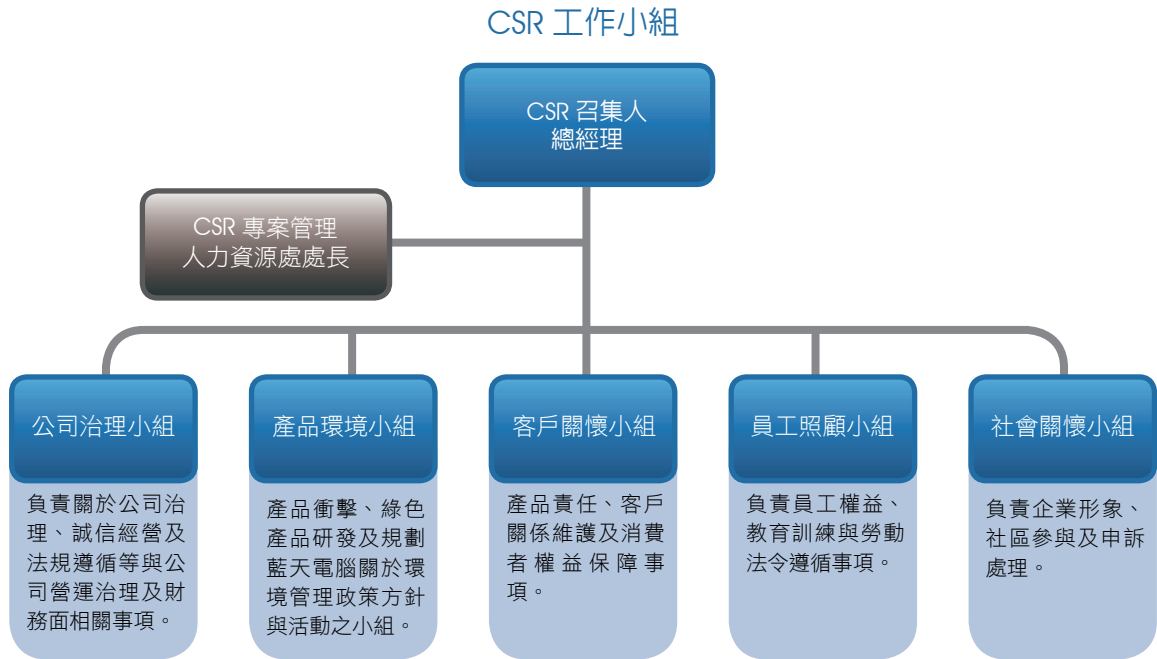 CSR 工作小組
CSR 召集人
總經理
CSR 專案管理
人力資源處處長
公司治理小組
負責關於公司治
理、誠信經營及
法規遵循等與公
司營運治理及財
務面相關事項。
產品環境小組
產品衝擊、綠色
產品研發及規劃
藍天電腦關於環
境管理政策方針
與活動之小組。
客戶關懷小組
產品責任、客戶
關係維護及消費
者權益保障事
項。
員工照顧小組
負責員工權益、
教育訓練與勞動
法令遵循事項。
社會關懷小組
負責企業形象、
社區參與及申訴
處理。